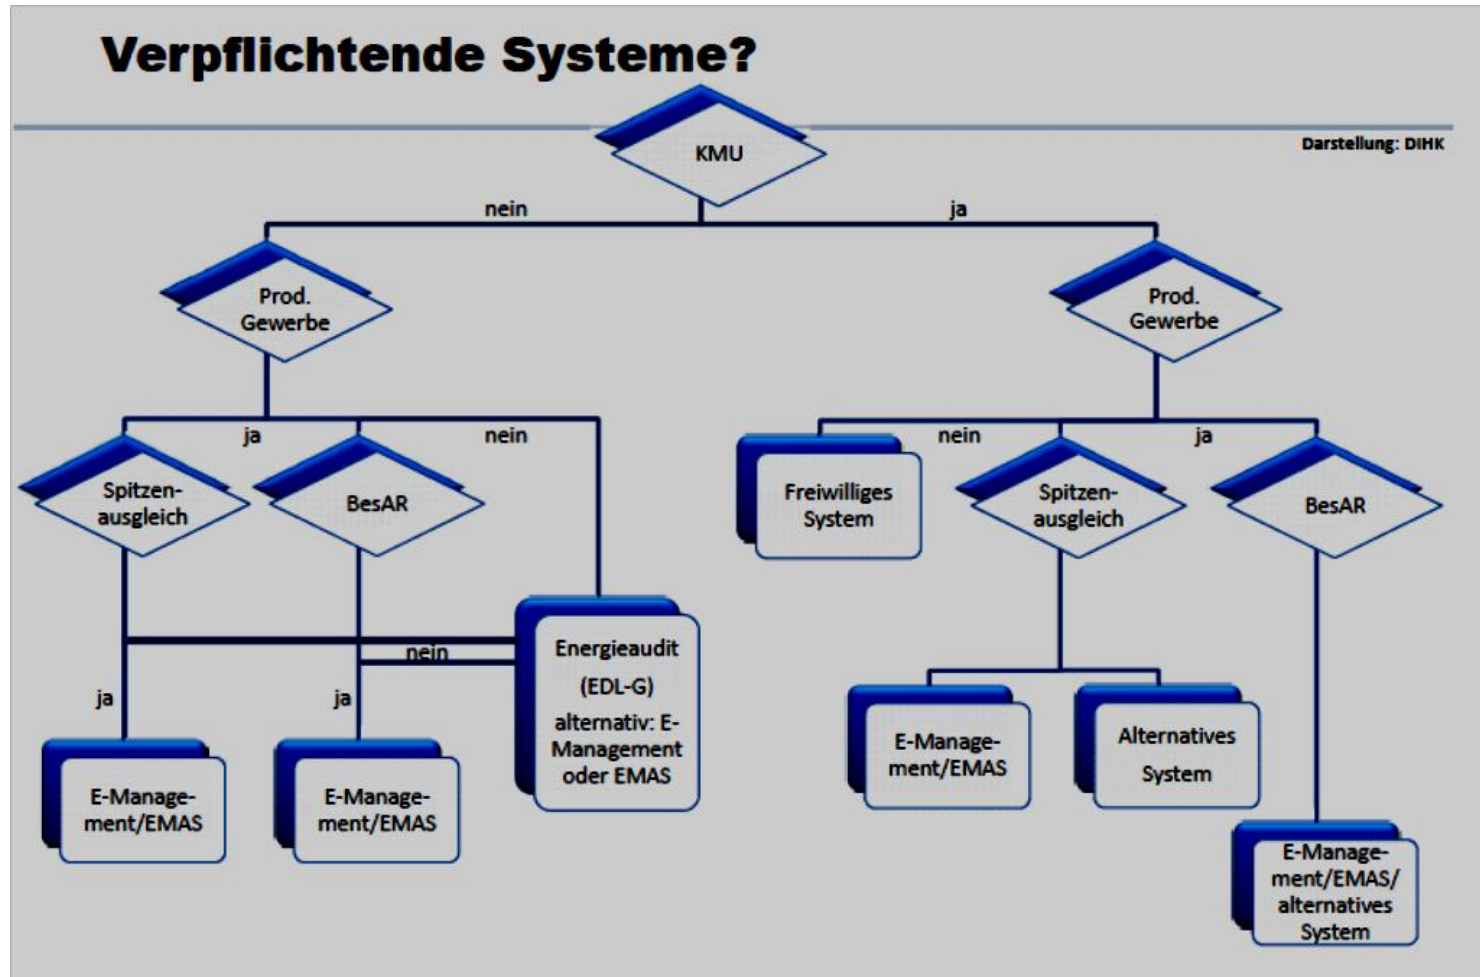 Verpflichtende Systeme?
Darstellung: DIHK
KMU
nein
ja
Prod.
Gewerbe
Prod.
Gewerbe
ja
nein
nein
ja
Spitzen-
ausgleich
BesAR
Freiwilliges
System
Spitzen-
ausgleich
BesAR
nein
ja
ja
Energieaudit
(EDL-G)
alternativ: E-
Management
oder EMAS
E-Manage-
ment/EMAS
E-Manage-
ment/EMAS
E-Manage-
ment/EMAS
Alternatives
System
E-Manage-
ment/EMAS/
alternatives
System